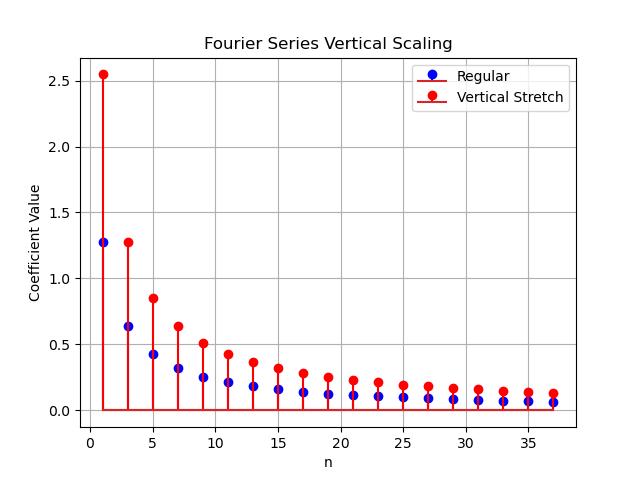 Fourier Series Vertical Scaling
Regular
Vertical Stretch
Coefficient Value
2.5
2.0
1.5
1.0
0.5
0.0
0 5 10 15 20 25 30 35
n